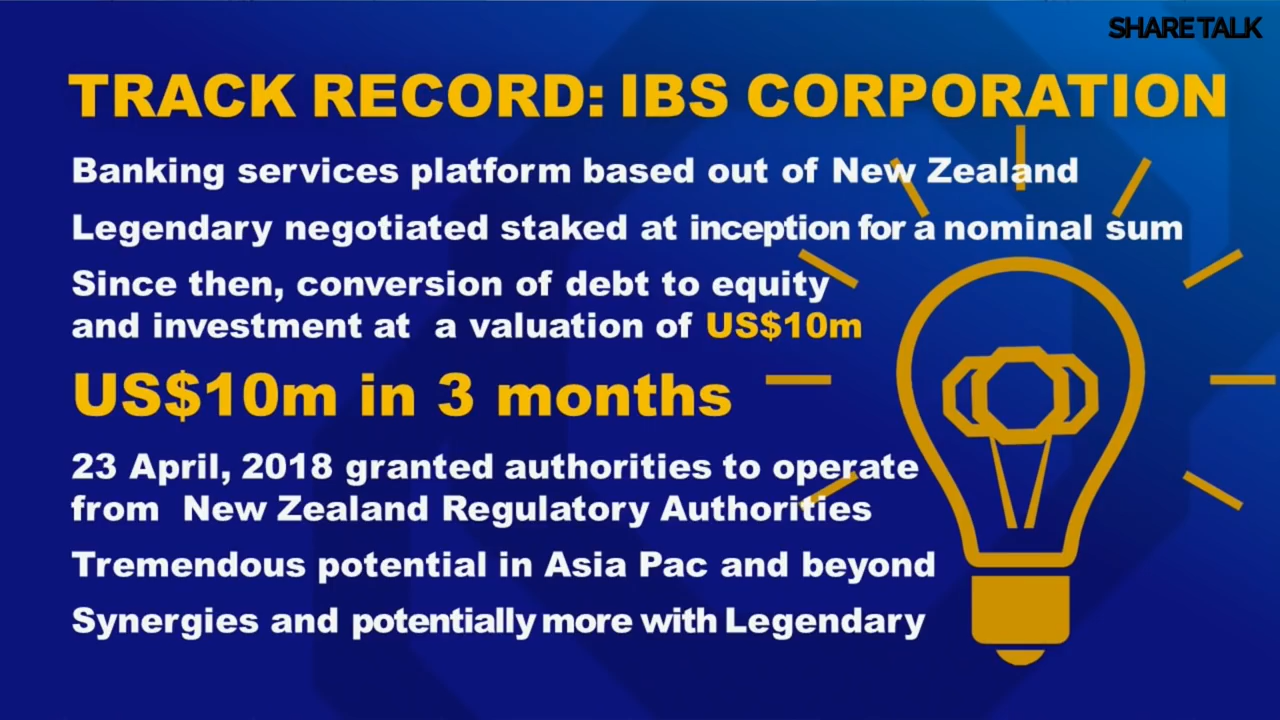 SHARE TALK
TRACK RECORD: IBS CORPORATION
Banking services platform based out of New Zealand
Legendary negotiated staked at inception for a nominal sum
Since then, conversion of debt to equity
and investment at a valuation of US$10m
US$10m in 3 months
23 April, 2018 granted authorities to operate
from New Zealand Regulatory Authorities
Tremendous potential in Asia Pac and beyond
Synergies and potentially more with Legendary